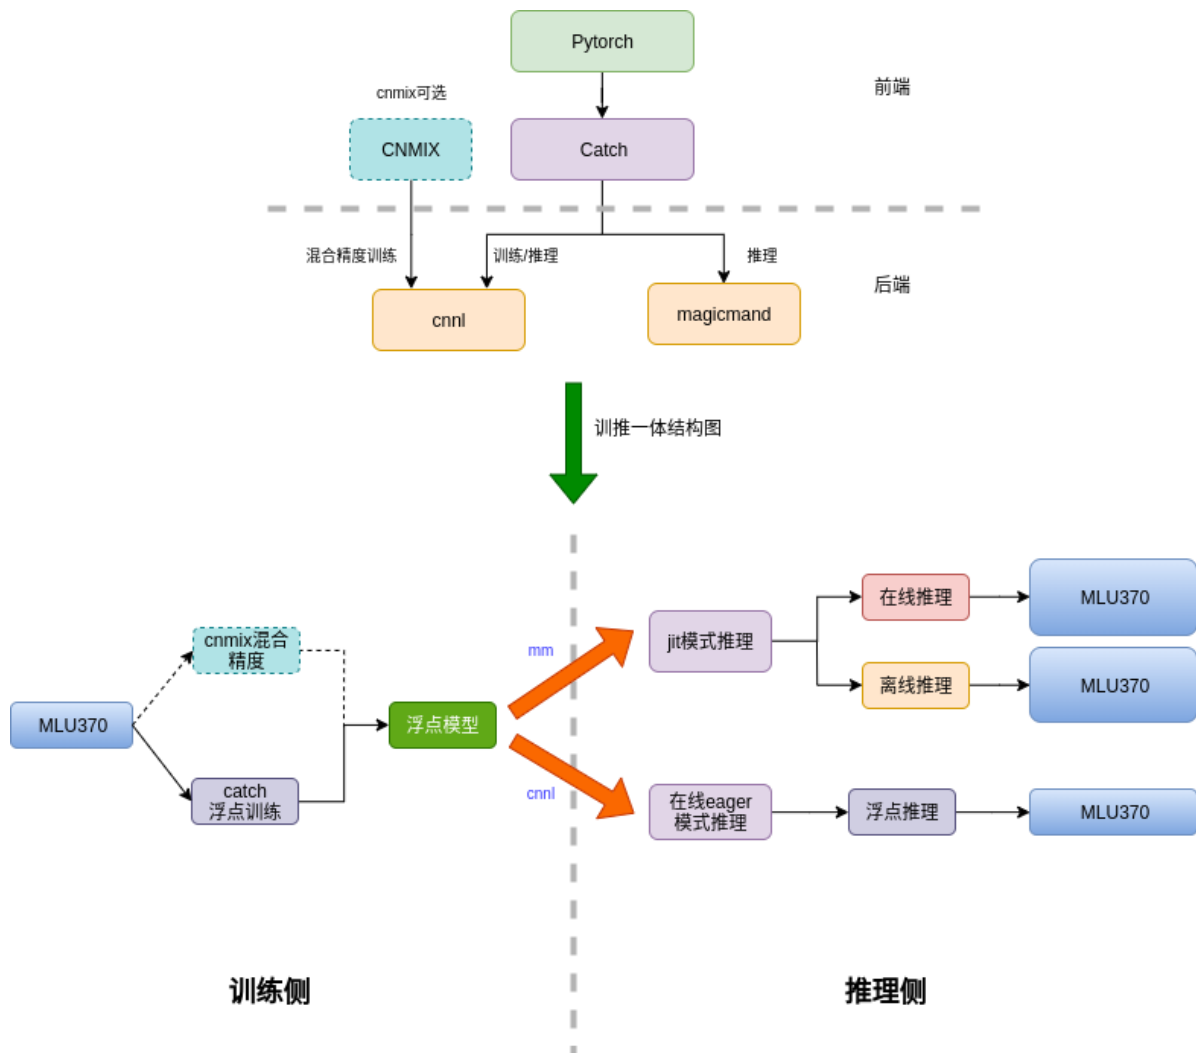 Pytorch
前端
cnmix可选
CNMIX
Catch
混合精度训练
训练/推理
推理
后端
cnnl
magicmand
训推一体结构图
在线推理
MLU370
cnmix混合
精度
mm
jit模式推理
离线推理
MLU370
MLU370
浮点模型
catch
浮点训练
cnnl
在线eager
模式推理
浮点推理
MLU370
训练侧
推理侧